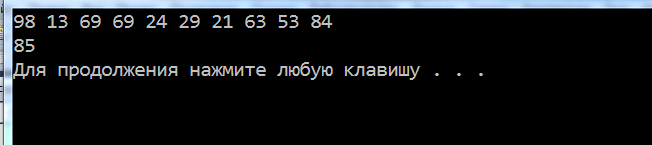 98 13 69 69 24 29 21 63 53 84
85
Для продолжения нажмите любую клавишу . . .